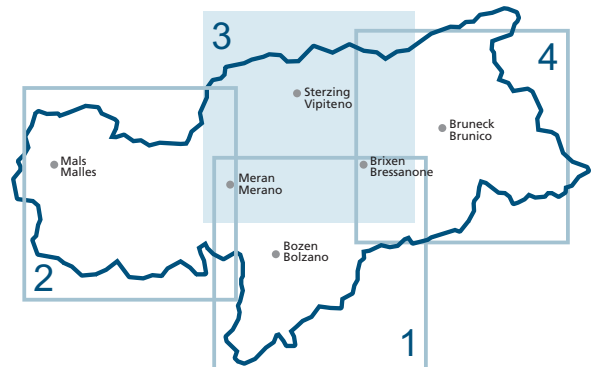 3
4
Sterzing
Vipiteno
Bruneck
Brunico
Mals
Malles
Brixen
Bressanone
Meran
Merano
Bozen
Bolzano
2
1